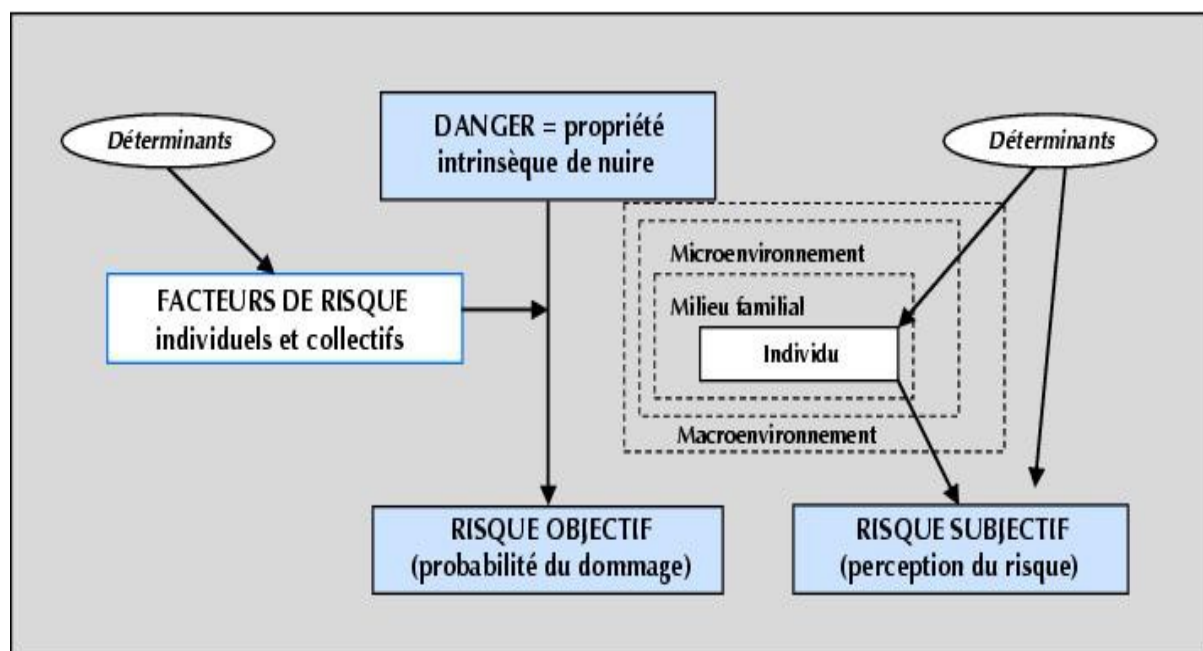 Déterminants
DANGER = propriété
intrinsèque de nuire
Déterminants
Microenvironnement
FACTEURS DE RISQUE
individuels et collectifs
Milieu familial
Individu
Macroenvironnement
RISQUE OBJECTIF
(probabilité du dommage)
RISQUE SUBJECTIF
(perception du risque)